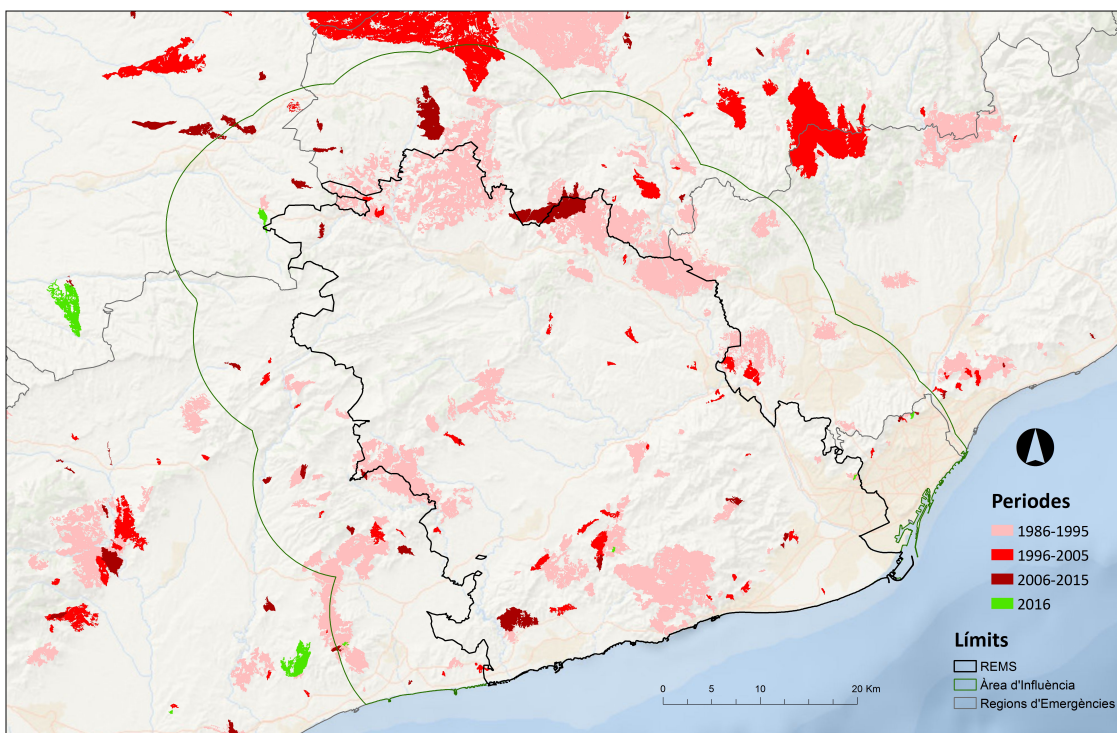 Periodes
1986-1995
1996-2005
2006-2015
2016
Límits
REMS
Àrea d'Influència
Regions d'Emergències
0 5 10 20 Km